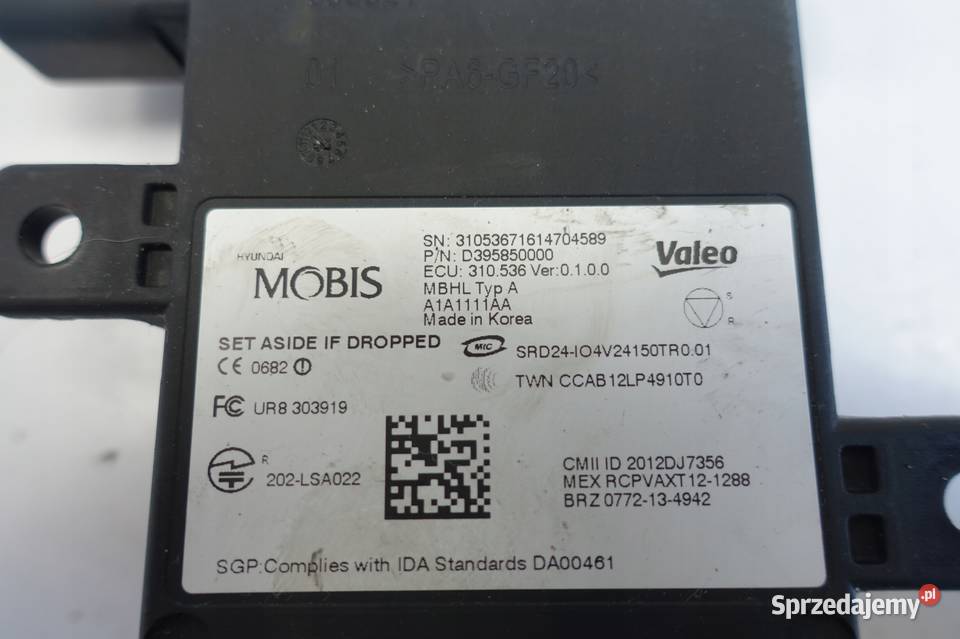 01 >PA6-GF20<
SN: 31053671614704589
P/N: D395850000
ECU: 310.536 Ver:0.1.0.0
MBHL Typ A
A1A1111AA
Made in Korea
HYUNDAI
MOBIS
Valeo
S
R
SET ASIDE IF DROPPED
MIC SRD24-IO4V24150TR0.01
CE 0682
TWN CCAB12LP4910T0
FC UR8 303919
R
202-LSA022
CMII ID 2012DJ7356
MEX RCPVAXT12-1288
BRZ 0772-13-4942
SGP:Complies with IDA Standards DA00461
Sprzedajemy.pl